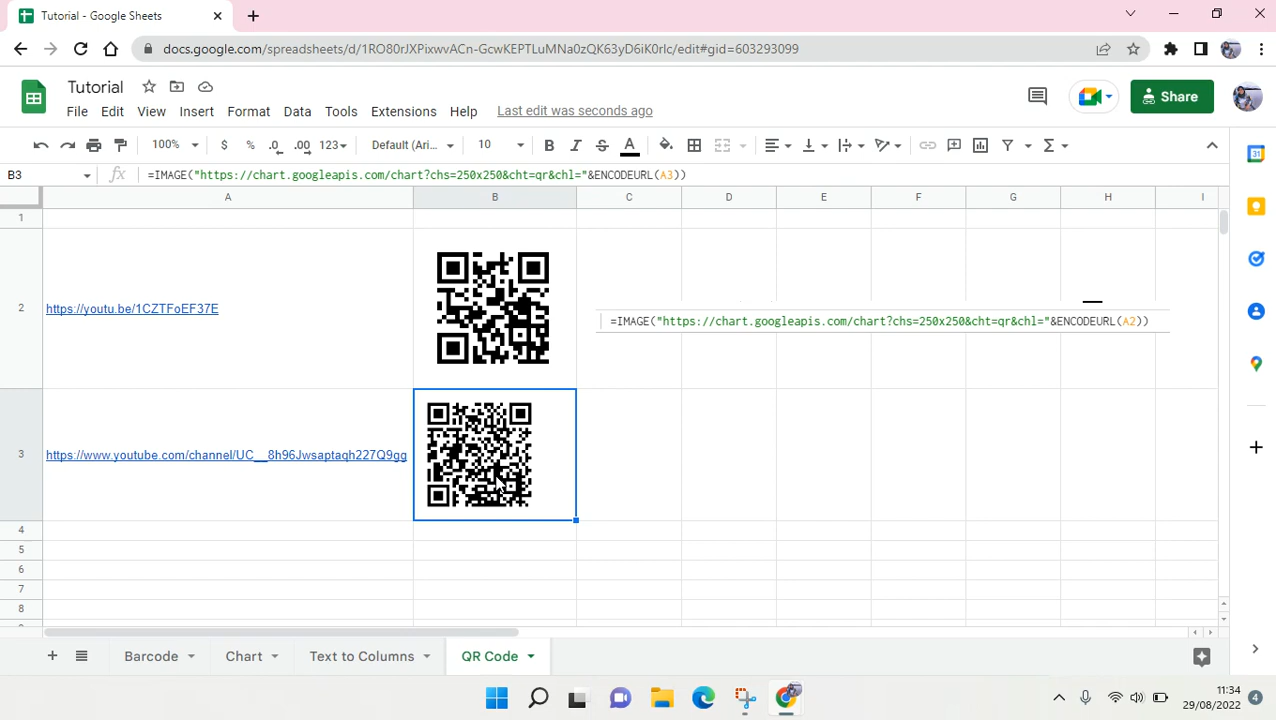 Tutorial - Google Sheets
docs.google.com/spreadsheets/d/1RO80rJXPixwvACn-GcwKEPTLuMNa0zQK63yD6iK0rlc/edit#gid=603293099
Tutorial
File Edit View Insert Format Data Tools Extensions Help Last edit was seconds ago
Share
100% $ % .0 .00 123 Default (Ari... 10 B I S A Σ
B3 fx =IMAGE("https://chart.googleapis.com/chart?chs=250x250&cht=qr&chl="&ENCODEURL(A3))
A B C D E F G H I
1
2 https://youtu.be/1CZTFoEF37E
=IMAGE("https://chart.googleapis.com/chart?chs=250x250&cht=qr&chl="&ENCODEURL(A2))
3 https://www.youtube.com/channel/UC__8h96Jwsaptaqh227Q9gg
4
5
6
7
8
Barcode Chart Text to Columns QR Code
11:34
29/08/2022
4
31